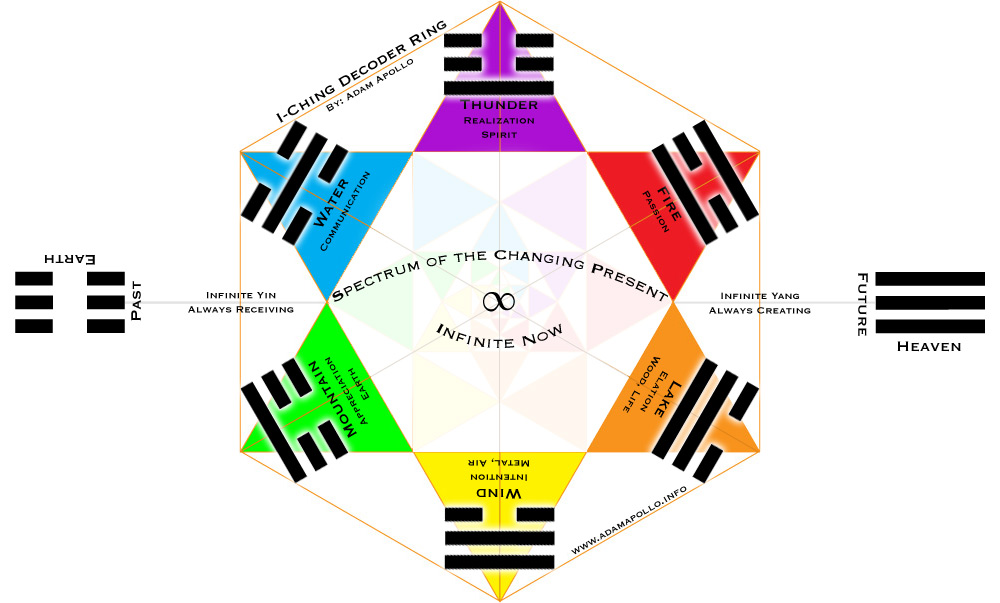 I-Ching Decoder Ring
By: Adam Apollo
Thunder
Realization
Spirit
Water
Communication
Fire
Passion
Earth
Past
Infinite Yin
Always Receiving
Spectrum of the Changing Present
∞
Infinite Now
Infinite Yang
Always Creating
Future
Heaven
Mountain
Appreciation
Earth
Lake
Elation
Wood, Life
Wind
Intention
Metal, Air
www.adamapollo.info